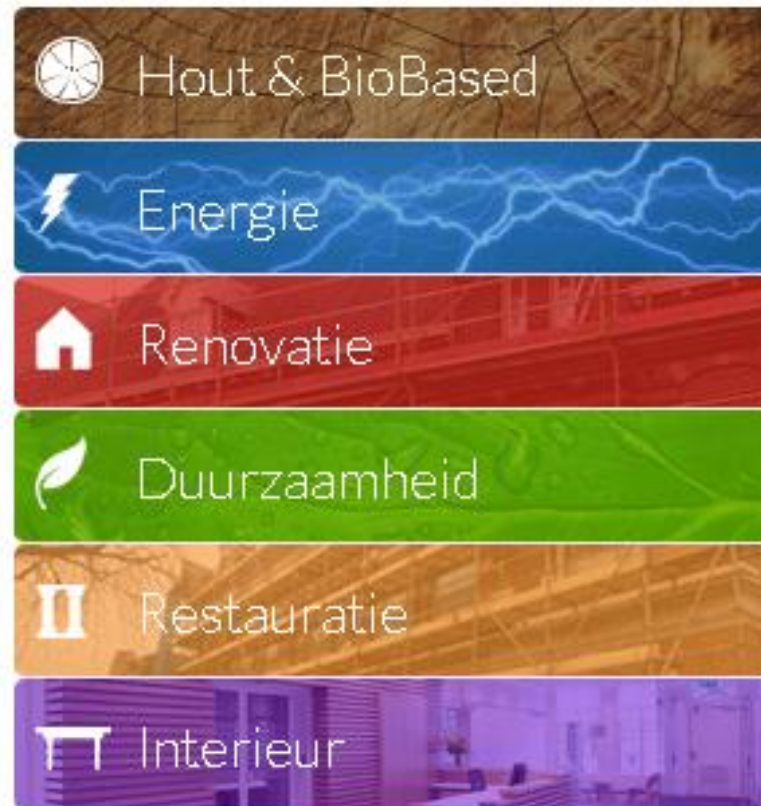 Hout & BioBased
Energie
Renovatie
Duurzaamheid
Restauratie
Interieur